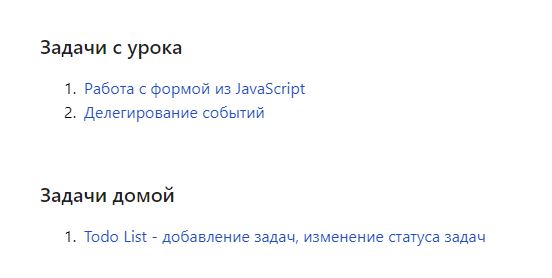 Задачи с урока
1. Работа с формой из JavaScript
2. Делегирование событий
Задачи домой
1. Todo List - добавление задач, изменение статуса задач